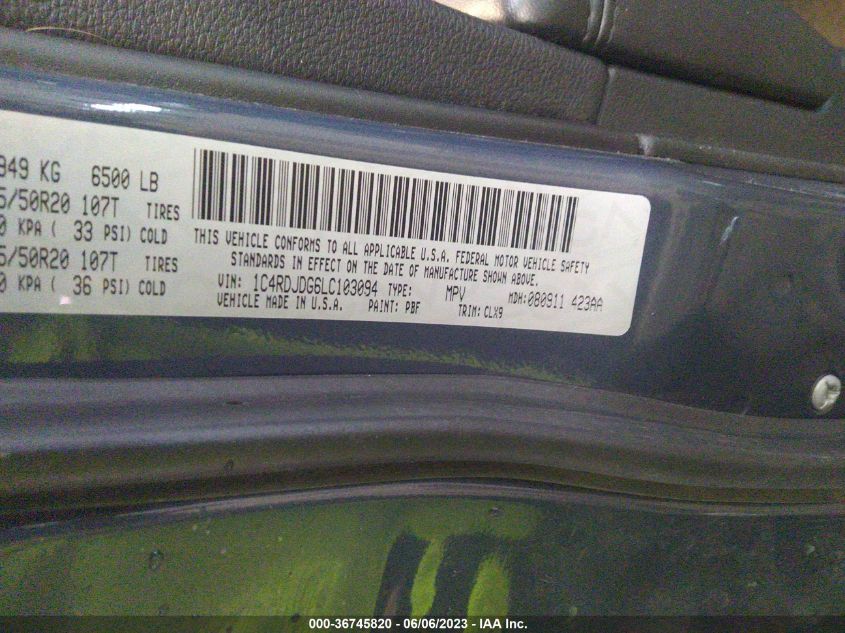 949 KG 6500 LB
5/50R20 107T TIRES
0 KPA ( 33 PSI) COLD
5/50R20 107T TIRES
0 KPA ( 36 PSI) COLD
THIS VEHICLE CONFORMS TO ALL APPLICABLE U.S.A. FEDERAL MOTOR VEHICLE SAFETY
STANDARDS IN EFFECT ON THE DATE OF MANUFACTURE SHOWN ABOVE.
VIN: 1C4RDJDG6LC103094 TYPE: MPV MDH: 080911 423AA
VEHICLE MADE IN U.S.A. PAINT: PBF TRIM: CLX9
000-36745820 - 06/06/2023 - IAA Inc.